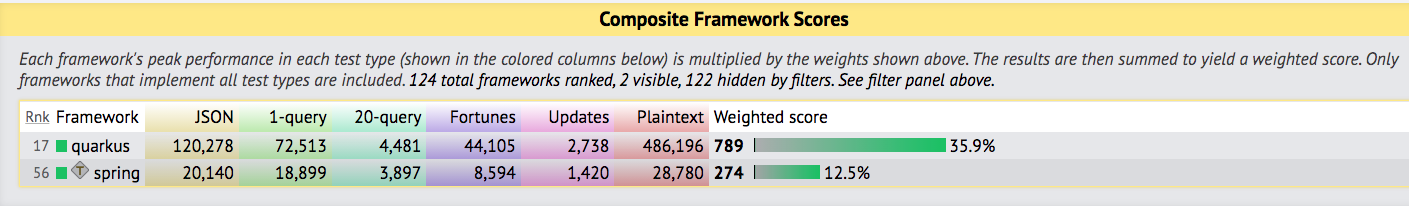 Composite Framework Scores
Each framework's peak performance in each test type (shown in the colored columns below) is multiplied by the weights shown above. The results are then summed to yield a weighted score. Only
frameworks that implement all test types are included. 124 total frameworks ranked, 2 visible, 122 hidden by filters. See filter panel above.
Rnk Framework JSON 1-query 20-query Fortunes Updates Plaintext Weighted score
17 quarkus 120,278 72,513 4,481 44,105 2,738 486,196 789 35.9%
56 T spring 20,140 18,899 3,897 8,594 1,420 28,780 274 12.5%